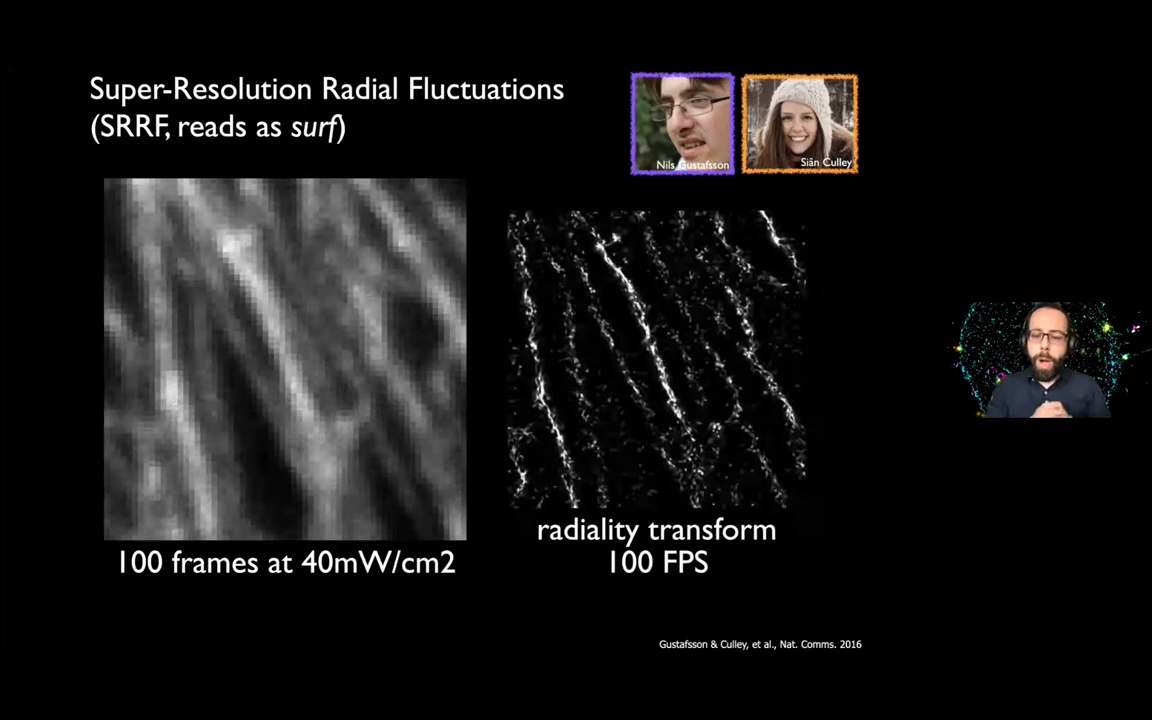 Super-Resolution Radial Fluctuations
(SRRF, reads as surf)
Nils Gustafsson
Siân Culley
100 frames at 40mW/cm2
radiality transform
100 FPS
Gustafsson & Culley, et al., Nat. Comms. 2016